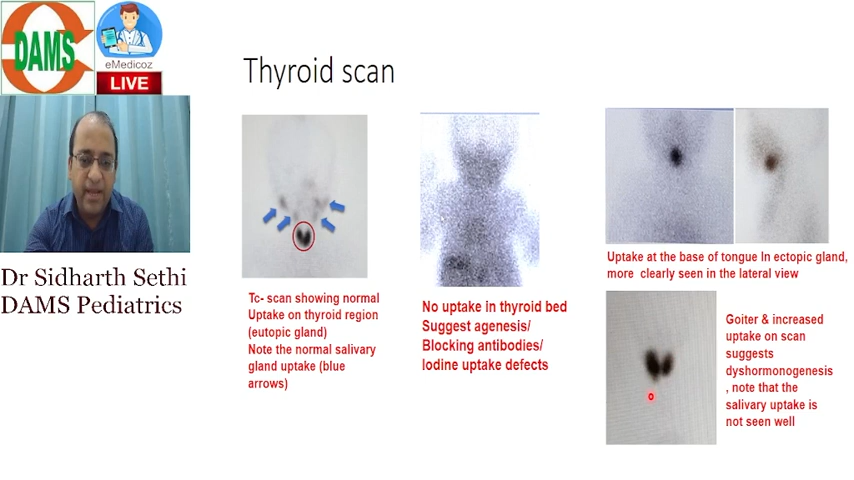 DAMS
eMedicoz
LIVE
Thyroid scan
Dr Sidharth Sethi
DAMS Pediatrics
Tc- scan showing normal
Uptake on thyroid region
(eutopic gland)
Note the normal salivary
gland uptake (blue
arrows)
No uptake in thyroid bed
Suggest agenesis/
Blocking antibodies/
Iodine uptake defects
Uptake at the base of tongue In ectopic gland,
more clearly seen in the lateral view
Goiter & increased
uptake on scan
suggests
dyshormonogenesis
, note that the
salivary uptake is
not seen well